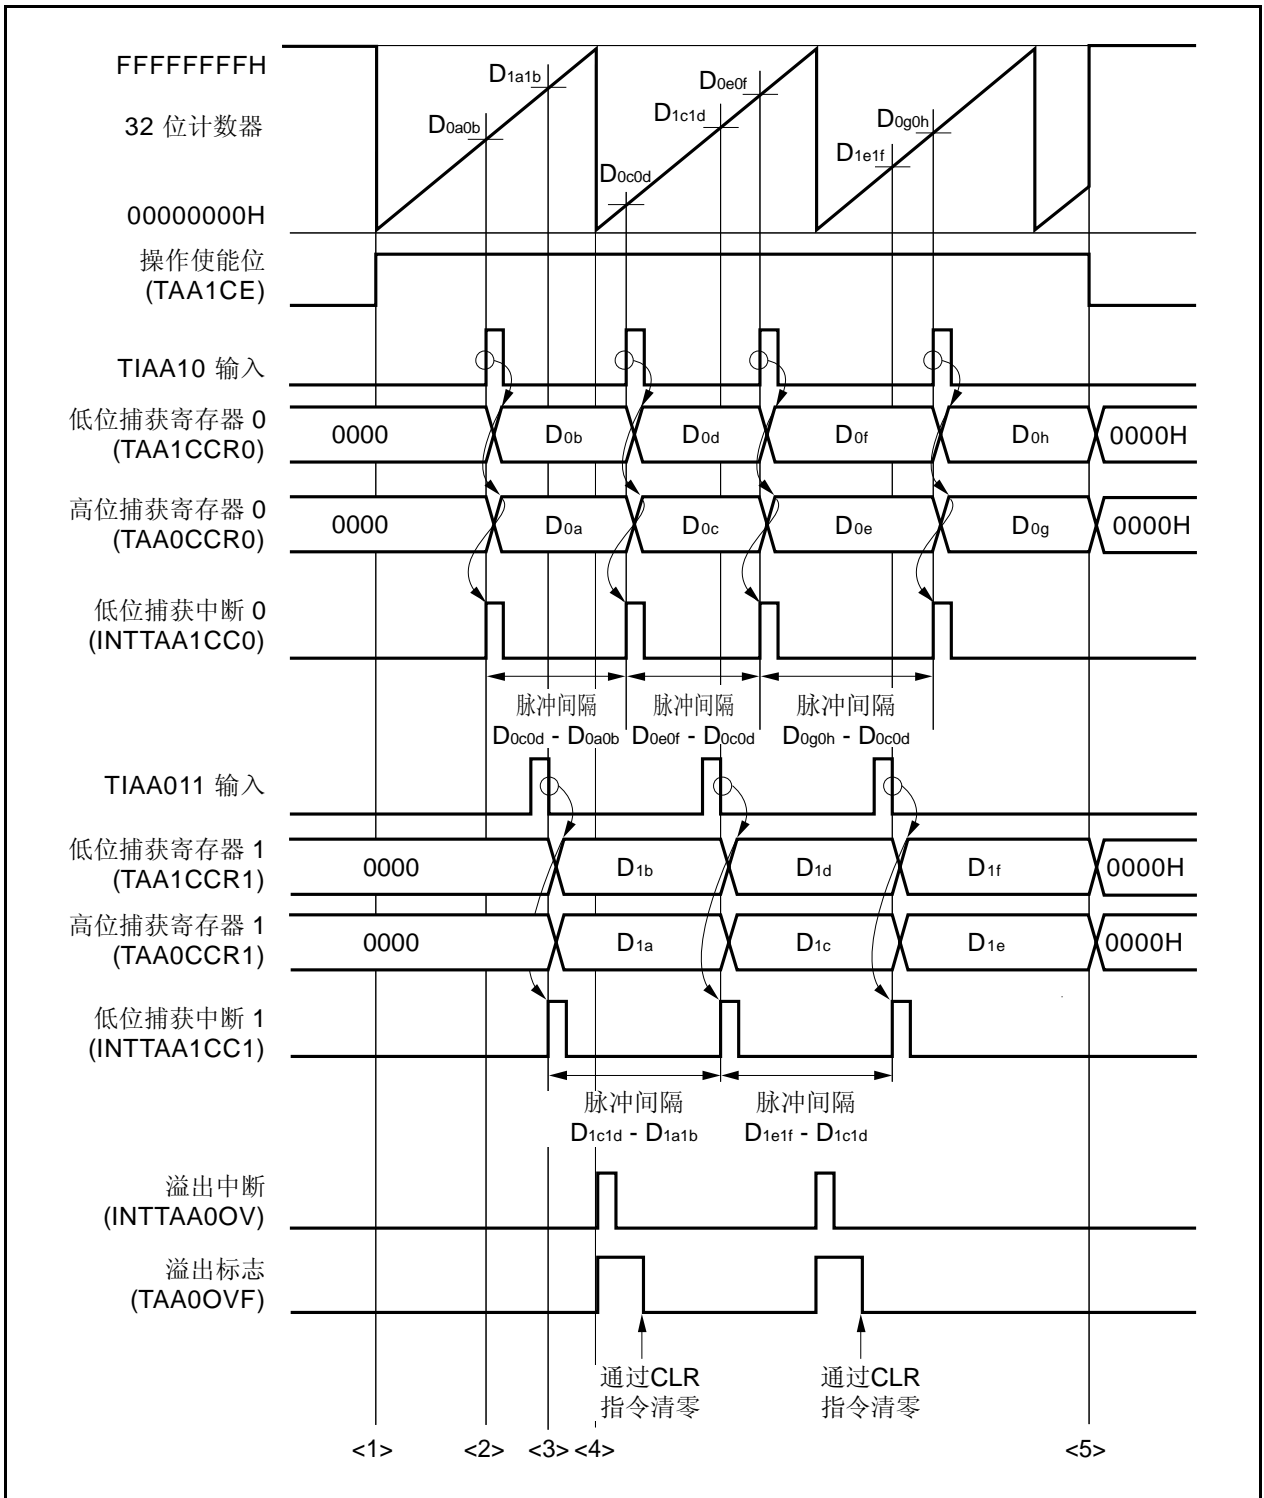 FFFFFFFFH
D1a1b
D0e0f
D1c1d
D0g0h
32 位计数器
D0a0b
D1e1f
D0c0d
00000000H
操作使能位
(TAA1CE)
TIAA10 输入
低位捕获寄存器 0
(TAA1CCR0)
0000
D0b
D0d
D0f
D0h
0000H
高位捕获寄存器 0
(TAA0CCR0)
0000
D0a
D0c
D0e
D0g
0000H
低位捕获中断 0
(INTTAA1CC0)
脉冲间隔
脉冲间隔
脉冲间隔
D0c0d - D0a0b
D0e0f - D0c0d
D0g0h - D0c0d
TIAA011 输入
低位捕获寄存器 1
(TAA1CCR1)
0000
D1b
D1d
D1f
0000H
高位捕获寄存器 1
(TAA0CCR1)
0000
D1a
D1c
D1e
0000H
低位捕获中断 1
(INTTAA1CC1)
脉冲间隔
脉冲间隔
D1c1d - D1a1b
D1e1f - D1c1d
溢出中断
(INTTAA0OV)
溢出标志
(TAA0OVF)
通过CLR
指令清零
通过CLR
指令清零
<1>
<2>
<3>
<4>
<5>